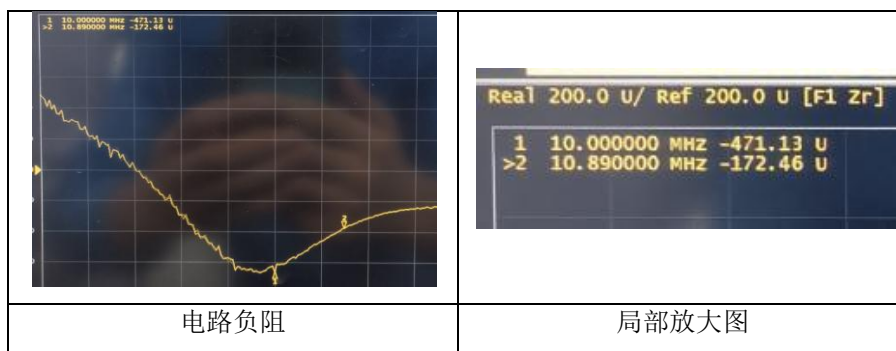 1 10.000000 MHz -471.13 U
>2 10.890000 MHz -172.46 U
2
1
Real 200.0 U/ Ref 200.0 U [F1 Zr]
1 10.000000 MHz -471.13 U
>2 10.890000 MHz -172.46 U
电路负阻
局部放大图